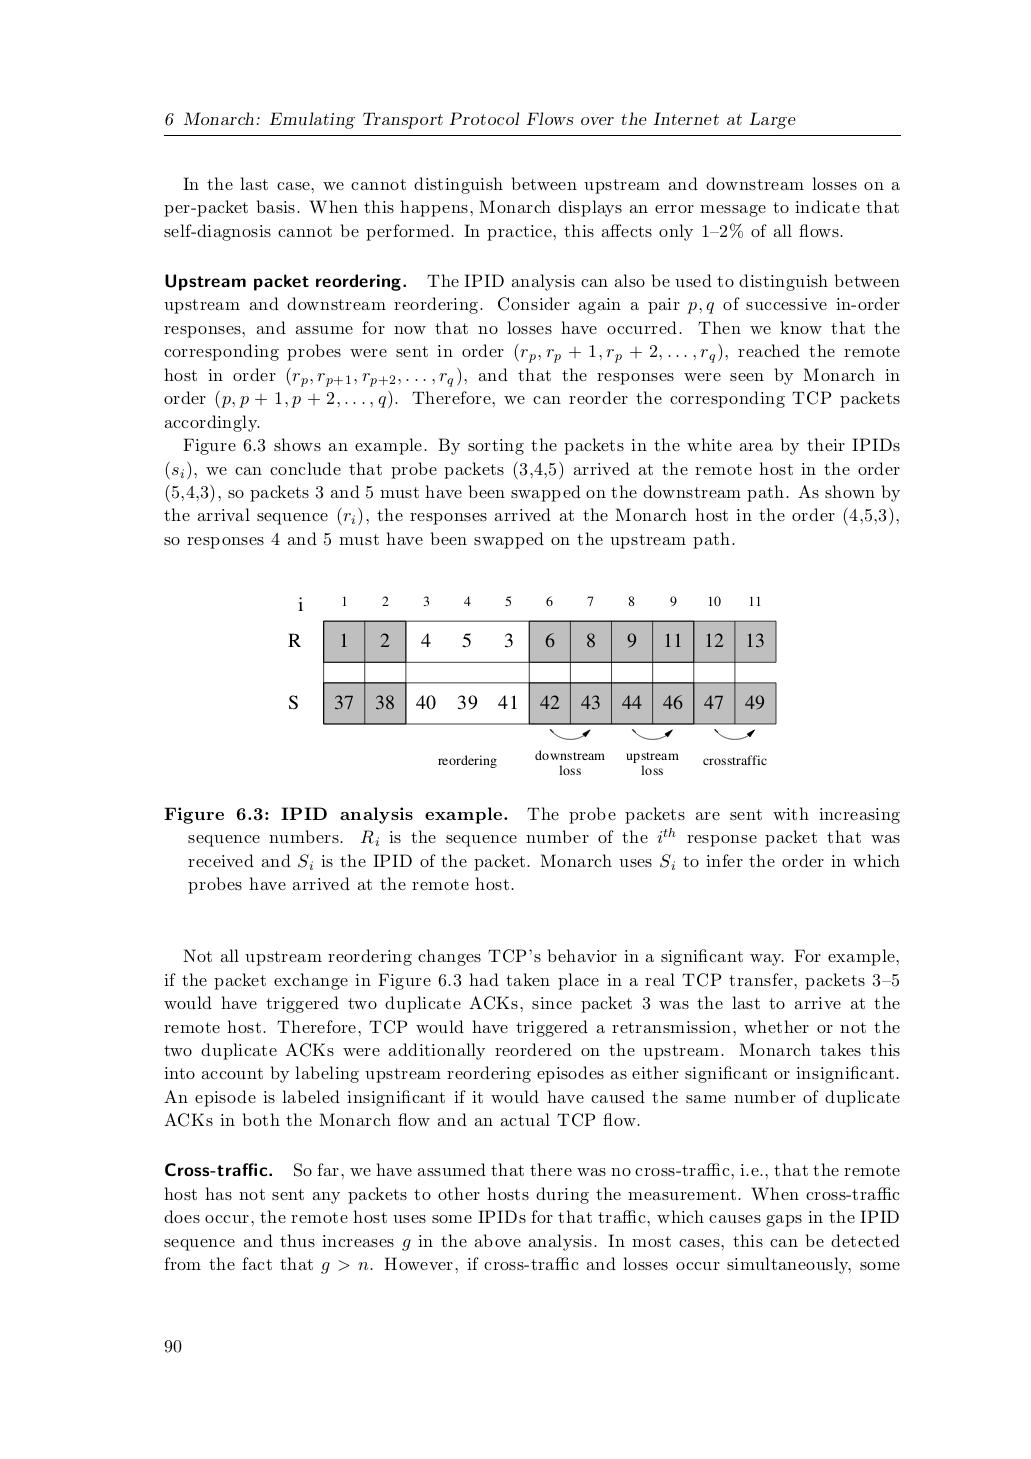 6 Monarch: Emulating Transport Protocol Flows over the Internet at Large
In the last case, we cannot distinguish between upstream and downstream losses on a
per-packet basis. When this happens, Monarch displays an error message to indicate that
self-diagnosis cannot be performed. In practice, this affects only 1–2% of all flows.
Upstream packet reordering. The IPID analysis can also be used to distinguish between
upstream and downstream reordering. Consider again a pair p, q of successive in-order
responses, and assume for now that no losses have occurred. Then we know that the
corresponding probes were sent in order (r_p, r_p + 1, r_p + 2, . . . , r_q), reached the remote
host in order (r_p, r_{p+1}, r_{p+2}, . . . , r_q), and that the responses were seen by Monarch in
order (p, p + 1, p + 2, . . . , q). Therefore, we can reorder the corresponding TCP packets
accordingly.
Figure 6.3 shows an example. By sorting the packets in the white area by their IPIDs
(s_i), we can conclude that probe packets (3,4,5) arrived at the remote host in the order
(5,4,3), so packets 3 and 5 must have been swapped on the downstream path. As shown by
the arrival sequence (r_i), the responses arrived at the Monarch host in the order (4,5,3),
so responses 4 and 5 must have been swapped on the upstream path.
i 1 2 3 4 5 6 7 8 9 10 11
R 1 2 4 5 3 6 8 9 11 12 13
S 37 38 40 39 41 42 43 44 46 47 49
reordering downstream upstream crosstraffic
loss loss
Figure 6.3: IPID analysis example. The probe packets are sent with increasing
sequence numbers. R_i is the sequence number of the i^{th} response packet that was
received and S_i is the IPID of the packet. Monarch uses S_i to infer the order in which
probes have arrived at the remote host.
Not all upstream reordering changes TCP's behavior in a significant way. For example,
if the packet exchange in Figure 6.3 had taken place in a real TCP transfer, packets 3–5
would have triggered two duplicate ACKs, since packet 3 was the last to arrive at the
remote host. Therefore, TCP would have triggered a retransmission, whether or not the
two duplicate ACKs were additionally reordered on the upstream. Monarch takes this
into account by labeling upstream reordering episodes as either significant or insignificant.
An episode is labeled insignificant if it would have caused the same number of duplicate
ACKs in both the Monarch flow and an actual TCP flow.
Cross-traffic. So far, we have assumed that there was no cross-traffic, i.e., that the remote
host has not sent any packets to other hosts during the measurement. When cross-traffic
does occur, the remote host uses some IPIDs for that traffic, which causes gaps in the IPID
sequence and thus increases g in the above analysis. In most cases, this can be detected
from the fact that g > n. However, if cross-traffic and losses occur simultaneously, some
90